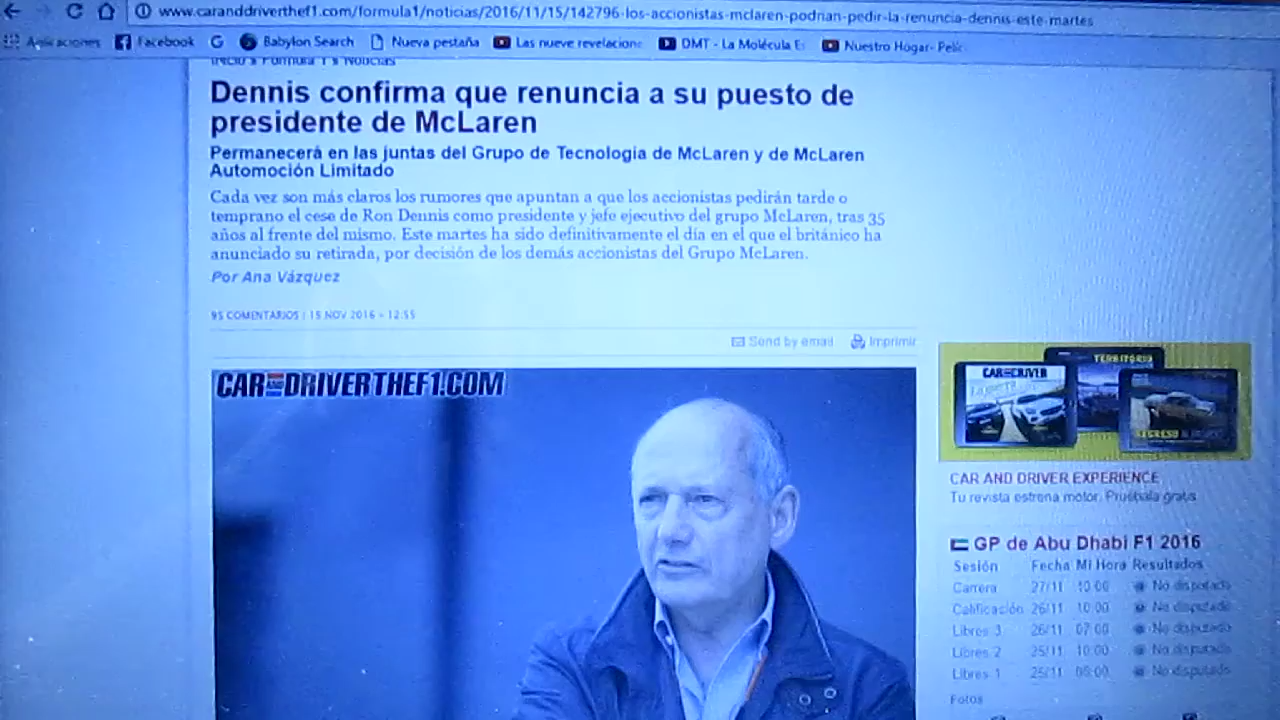 www.caranddriverthef1.com/formula1/noticias/2016/11/15/142796-los-accionistas-mclaren-podrian-pedir-la-renuncia-dennis-este-martes
Aplicaciones Facebook Babylon Search Nueva pestaña Las nueve revelacione DMT - La Molécula E Nuestro Hogar- Pelíc
Inicio » Fórmula 1 » Noticias
Dennis confirma que renuncia a su puesto de
presidente de McLaren
Permanecerá en las juntas del Grupo de Tecnología de McLaren y de McLaren
Automoción Limitado
Cada vez son más claros los rumores que apuntan a que los accionistas pedirán tarde o
temprano el cese de Ron Dennis como presidente y jefe ejecutivo del grupo McLaren, tras 35
años al frente del mismo. Este martes ha sido definitivamente el día en el que el británico ha
anunciado su retirada, por decisión de los demás accionistas del Grupo McLaren.
Por Ana Vázquez
95 COMENTARIOS | 15 NOV 2016 - 12:55
Send by email Imprimir
CAR AND DRIVERTHEF1.COM
TERRITORIO
CAR AND DRIVER
REGRESO
CAR AND DRIVER EXPERIENCE
Tu revista estrena motor. Pruébala gratis
GP de Abu Dhabi F1 2016
Sesión Fecha Mi Hora Resultados
Carrera 27/11 10:00 No disputado
Calificación 26/11 10:00 No disputado
Libres 3 26/11 07:00 No disputado
Libres 2 25/11 10:00 No disputado
Libres 1 25/11 06:00 No disputado
Fotos